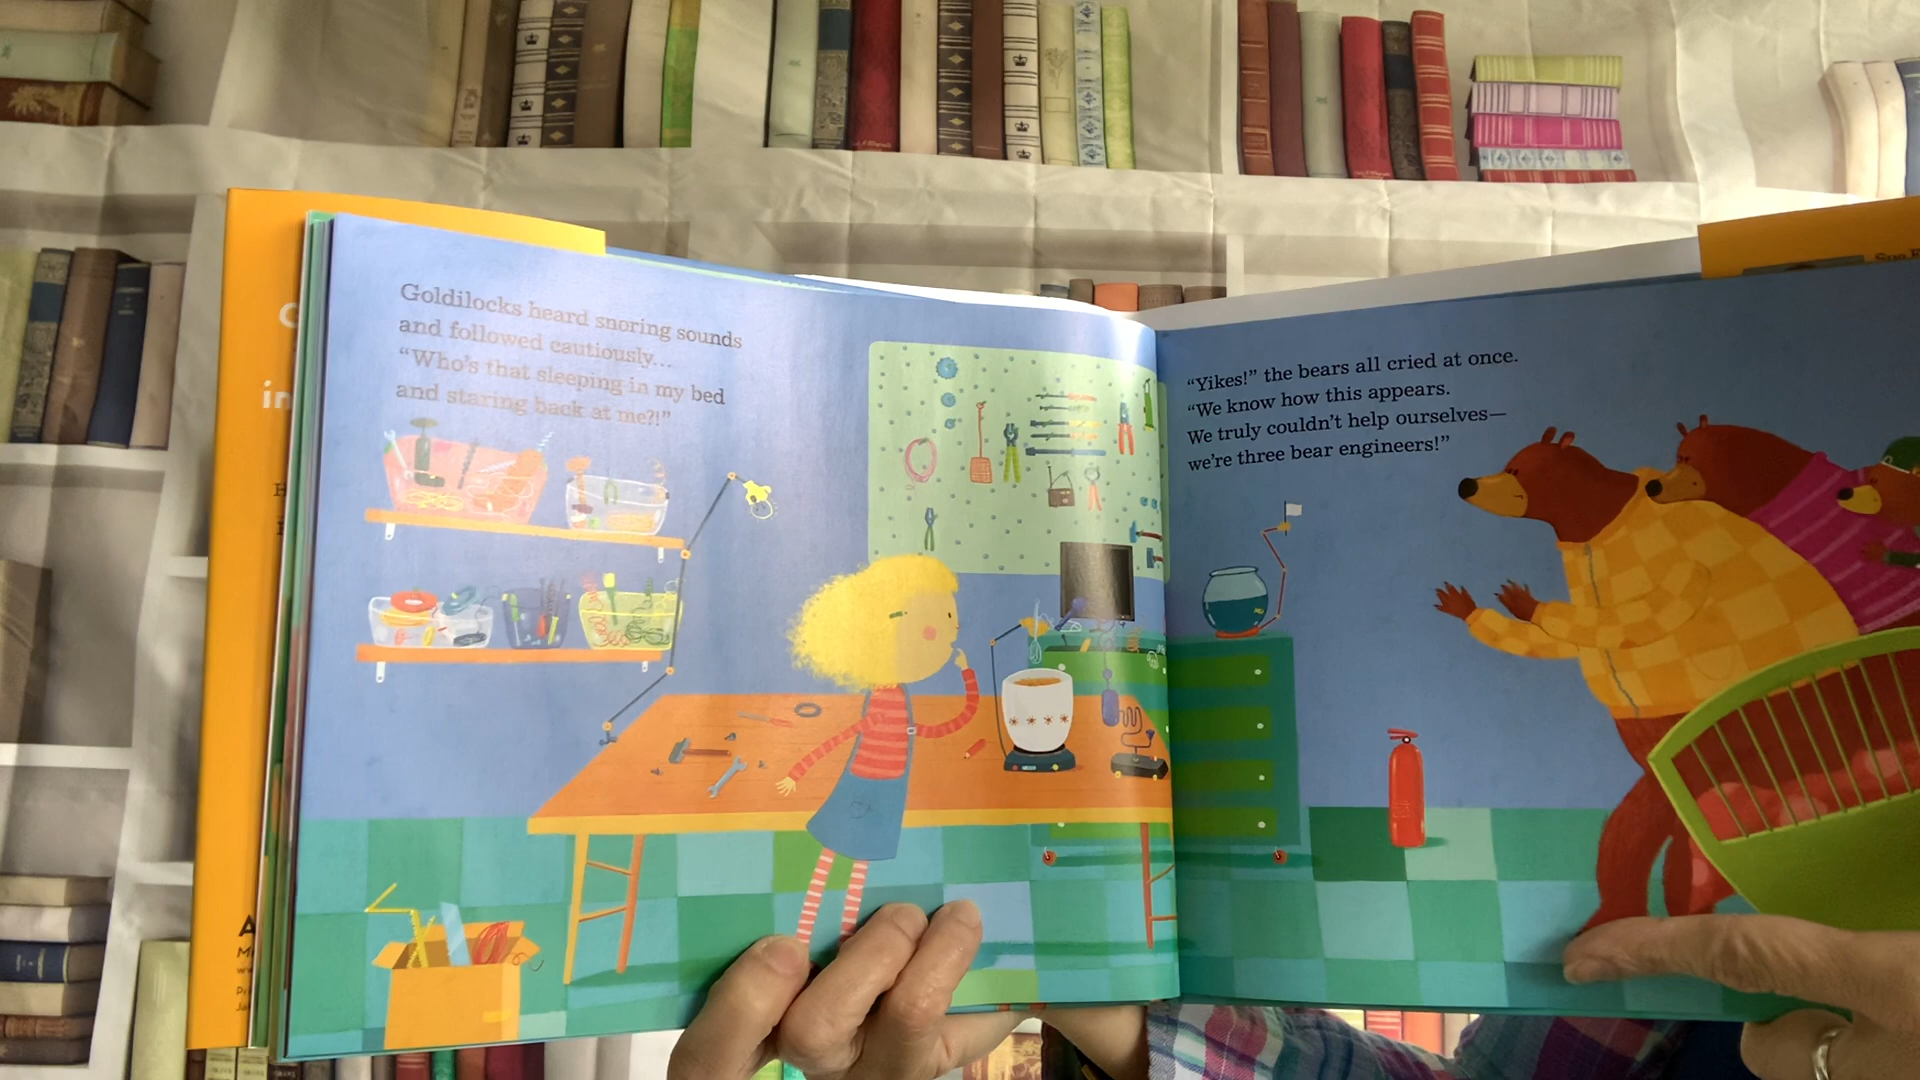 Goldilocks heard snoring sounds
and followed cautiously...
“Who’s that sleeping in my bed
and staring back at me?!”
“Yikes!” the bears all cried at once.
“We know how this appears.
We truly couldn’t help ourselves—
we’re three bear engineers!”